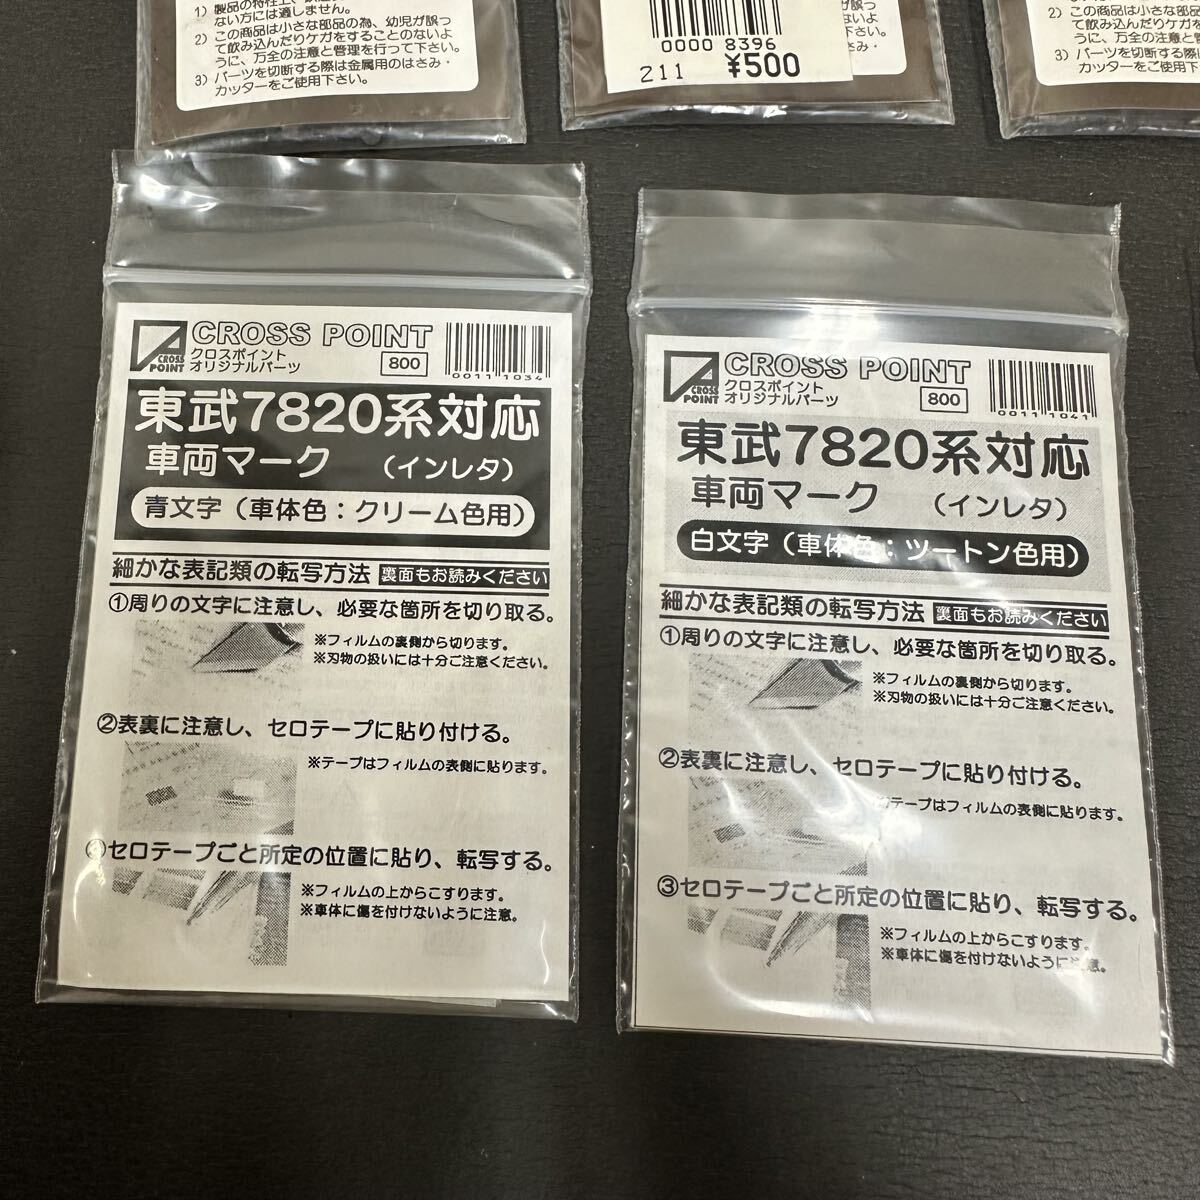 ない方には適しません。
2）この商品は小さな部品の為、幼児が誤っ
て飲み込んだりケガをすることのないよ
うに、万全の注意と管理を行って下さい。
3）パーツを切断する際は金属用のはさみ・
カッターをご使用下さい。
0000 8396
211 ¥500
2）この商品は小さな部品
て飲み込んだりケガを
うに、万全の注意と管
3）パーツを切断する際は
カッターをご使用下さ
CROSS POINT
CROSS POINT
クロスポイント
オリジナルパーツ
800
0011 1034
東武7820系対応
車両マーク （インレタ）
青文字（車体色：クリーム色用）
細かな表記類の転写方法 裏面もお読みください
①周りの文字に注意し、必要な箇所を切り取る。
※フィルムの裏側から切ります。
※刃物の扱いには十分ご注意ください。
②表裏に注意し、セロテープに貼り付ける。
※テープはフィルムの表側に貼ります。
③セロテープごと所定の位置に貼り、転写する。
※フィルムの上からこすります。
※車体に傷を付けないように注意。
CROSS POINT
CROSS POINT
クロスポイント
オリジナルパーツ
800
0011 1041
東武7820系対応
車両マーク （インレタ）
白文字（車体色：ツートン色用）
細かな表記類の転写方法 裏面もお読みください
①周りの文字に注意し、必要な箇所を切り取る。
※フィルムの裏側から切ります。
※刃物の扱いには十分ご注意ください。
②表裏に注意し、セロテープに貼り付ける。
※テープはフィルムの表側に貼ります。
③セロテープごと所定の位置に貼り、転写する。
※フィルムの上からこすります。
※車体に傷を付けないように注意。